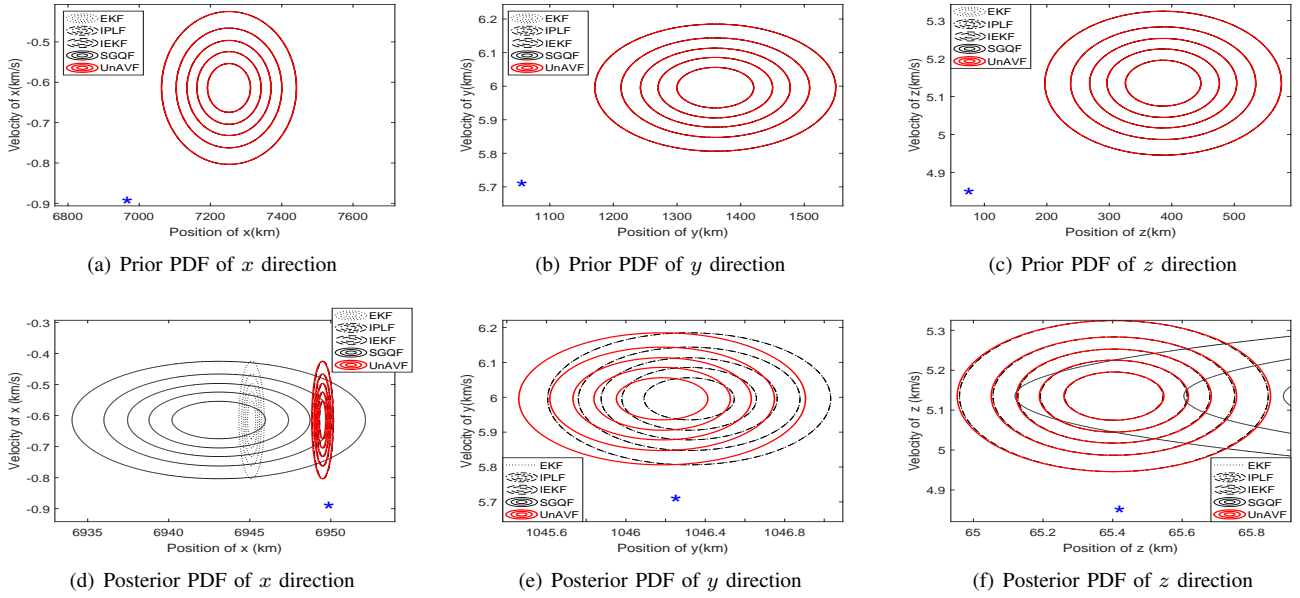 EKF
IPLF
IEKF
SGQF
UnAVF
Velocity of x(km/s)
-0.5
-0.6
-0.7
-0.8
-0.9
6800 7000 7200 7400 7600
Position of x(km)
(a) Prior PDF of x direction
EKF
IPLF
IEKF
SGQF
UnAVF
Velocity of y(km/s)
6.2
6.1
6
5.9
5.8
5.7
1100 1200 1300 1400 1500
Position of y(km)
(b) Prior PDF of y direction
EKF
IPLF
IEKF
SGQF
UnAVF
Velocity of z(km/s)
5.3
5.2
5.1
5
4.9
100 200 300 400 500
Position of z(km)
(c) Prior PDF of z direction
EKF
IPLF
IEKF
SGQF
UnAVF
Velocity of x (km/s)
-0.3
-0.4
-0.5
-0.6
-0.7
-0.8
-0.9
6935 6940 6945 6950
Position of x (km)
(d) Posterior PDF of x direction
EKF
IPLF
IEKF
SGQF
UnAVF
Velocity of y(km/s)
6.2
6.1
6
5.9
5.8
5.7
1045.6 1046 1046.4 1046.8
Position of y(km)
(e) Posterior PDF of y direction
EKF
IPLF
IEKF
SGQF
UnAVF
Velocity of z (km/s)
5.3
5.2
5.1
5
4.9
65 65.2 65.4 65.6 65.8
Position of z (km)
(f) Posterior PDF of z direction